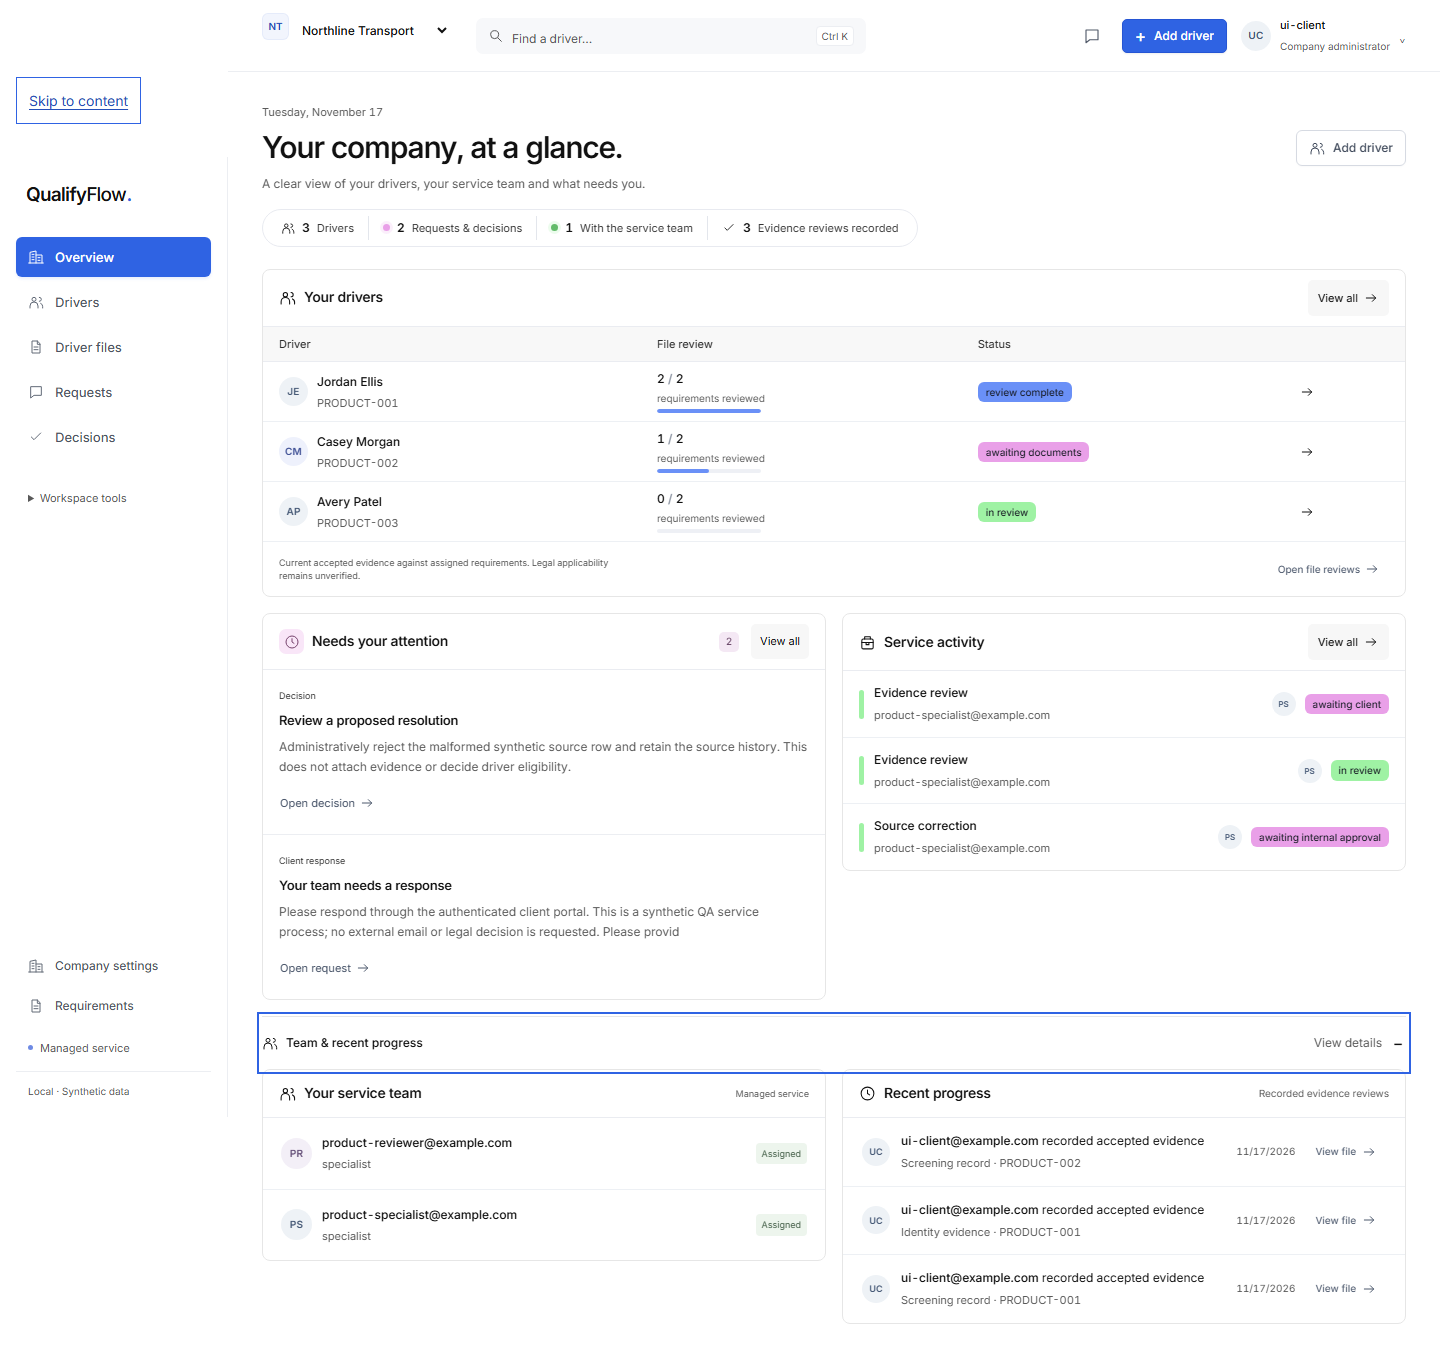 NT
Northline Transport
Find a driver...
Ctrl K
+ Add driver
UC
ui-client
Company administrator
Skip to content
QualifyFlow.
Overview
Drivers
Driver files
Requests
Decisions
Workspace tools
Company settings
Requirements
Managed service
Local · Synthetic data
Tuesday, November 17
Your company, at a glance.
Add driver
A clear view of your drivers, your service team and what needs you.
3 Drivers
2 Requests & decisions
1 With the service team
3 Evidence reviews recorded
Your drivers
View all
Driver
File review
Status
JE
Jordan Ellis
PRODUCT-001
2 / 2
requirements reviewed
review complete
CM
Casey Morgan
PRODUCT-002
1 / 2
requirements reviewed
awaiting documents
AP
Avery Patel
PRODUCT-003
0 / 2
requirements reviewed
in review
Current accepted evidence against assigned requirements. Legal applicability
remains unverified.
Open file reviews
Needs your attention
2
View all
Decision
Review a proposed resolution
Administratively reject the malformed synthetic source row and retain the source history. This
does not attach evidence or decide driver eligibility.
Open decision
Client response
Your team needs a response
Please respond through the authenticated client portal. This is a synthetic QA service
process; no external email or legal decision is requested. Please provid
Open request
Service activity
View all
Evidence review
product-specialist@example.com
PS
awaiting client
Evidence review
product-specialist@example.com
PS
in review
Source correction
product-specialist@example.com
PS
awaiting internal approval
Team & recent progress
View details
Your service team
Managed service
PR
product-reviewer@example.com
specialist
Assigned
PS
product-specialist@example.com
specialist
Assigned
Recent progress
Recorded evidence reviews
UC
ui-client@example.com recorded accepted evidence
Screening record · PRODUCT-002
11/17/2026
View file
UC
ui-client@example.com recorded accepted evidence
Identity evidence · PRODUCT-001
11/17/2026
View file
UC
ui-client@example.com recorded accepted evidence
Screening record · PRODUCT-001
11/17/2026
View file